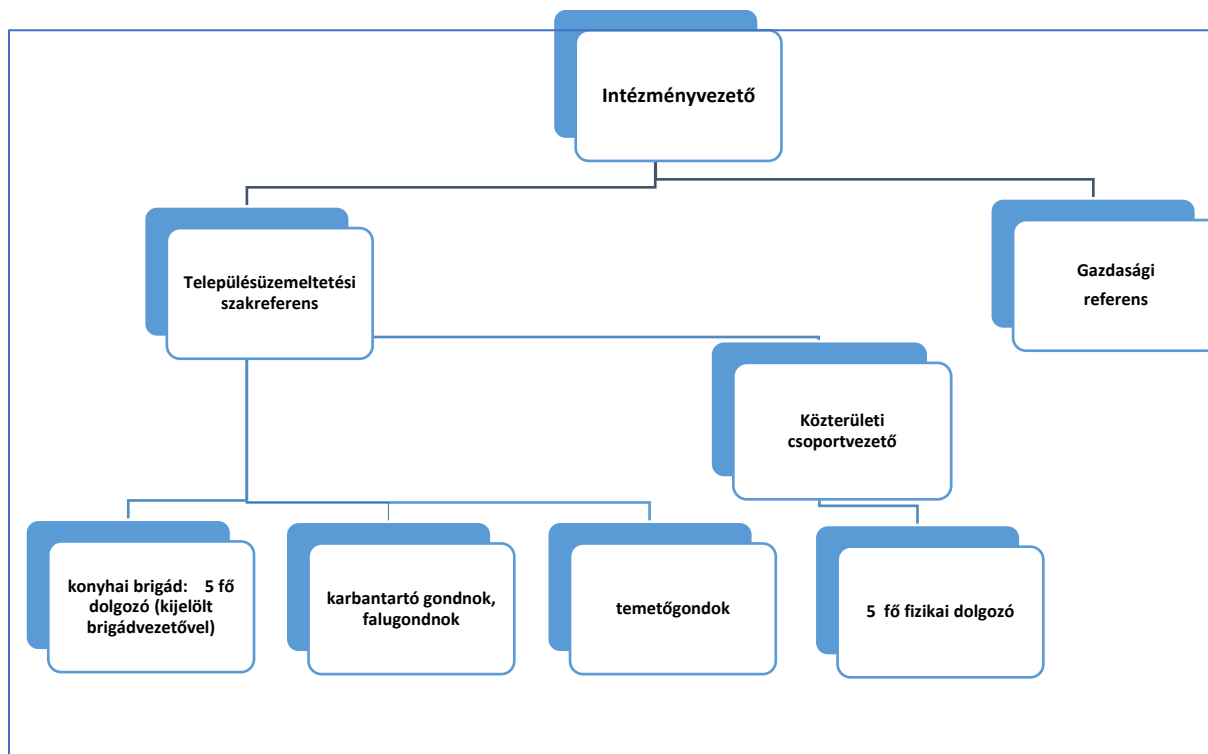 Intézményvezető
Településüzemeltetési
szakreferens
Gazdasági
referens
Közterületi
csoportvezető
konyhai brigád: 5 fő
dolgozó (kijelölt
brigádvezetővel)
karbantartó gondnok,
falugondnok
temetőgondok
5 fő fizikai dolgozó